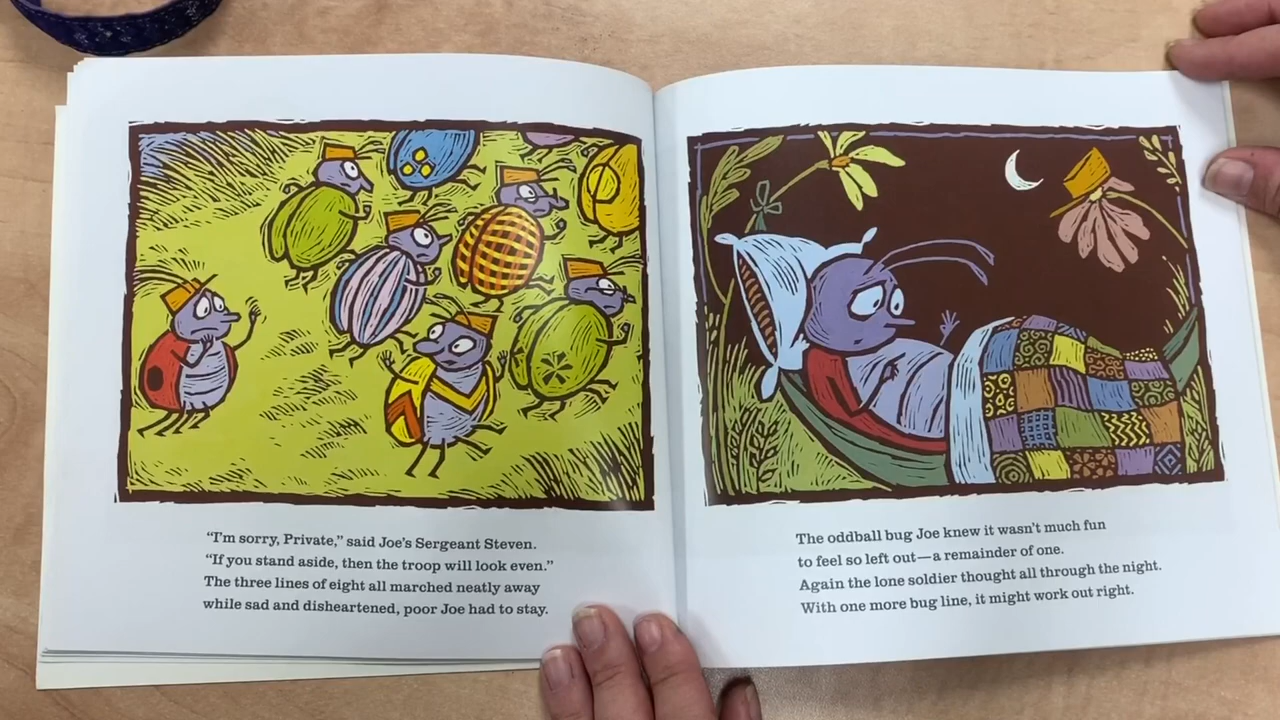 “I’m sorry, Private,” said Joe’s Sergeant Steven.
“If you stand aside, then the troop will look even.”
The three lines of eight all marched neatly away
while sad and disheartened, poor Joe had to stay.
The oddball bug Joe knew it wasn’t much fun
to feel so left out—a remainder of one.
Again the lone soldier thought all through the night.
With one more bug line, it might work out right.